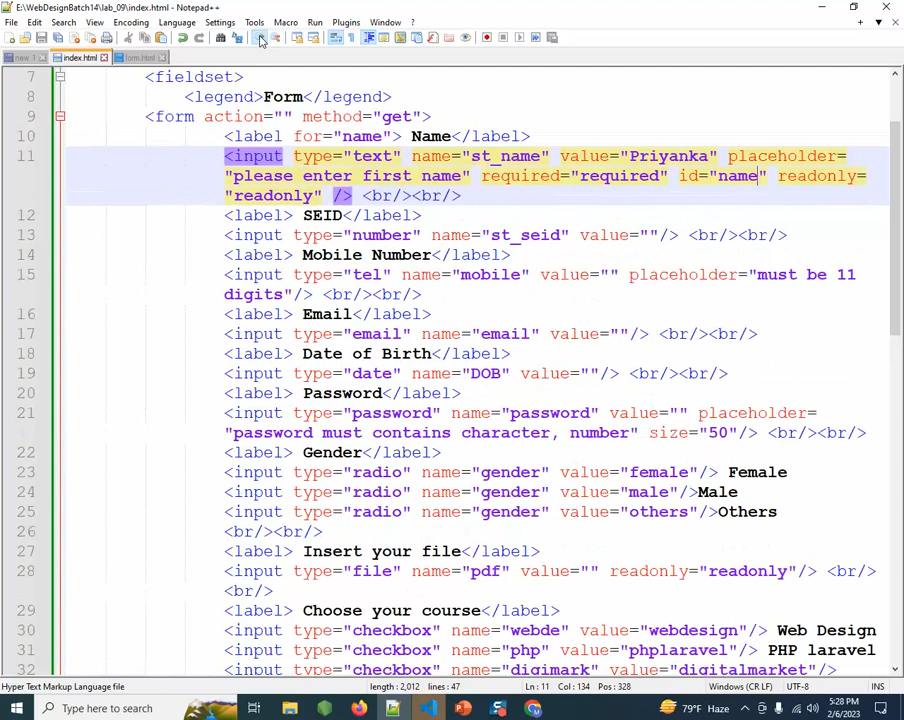 E:\WebDesignBatch14\lab_09\index.html - Notepad++
File Edit Search View Encoding Language Settings Tools Macro Run Plugins Window ?
new 1 index.html form.html
7 <fieldset>
8 <legend>Form</legend>
9 <form action="" method="get">
10 <label for="name"> Name</label>
11 <input type="text" name="st_name" value="Priyanka" placeholder=
"please enter first name" required="required" id="name" readonly=
"readonly" /> <br/><br/>
12 <label> SEID</label>
13 <input type="number" name="st_seid" value=""/> <br/><br/>
14 <label> Mobile Number</label>
15 <input type="tel" name="mobile" value="" placeholder="must be 11
digits"/> <br/><br/>
16 <label> Email</label>
17 <input type="email" name="email" value=""/> <br/><br/>
18 <label> Date of Birth</label>
19 <input type="date" name="DOB" value=""/> <br/><br/>
20 <label> Password</label>
21 <input type="password" name="password" value="" placeholder=
"password must contains character, number" size="50"/> <br/><br/>
22 <label> Gender</label>
23 <input type="radio" name="gender" value="female"/> Female
24 <input type="radio" name="gender" value="male"/>Male
25 <input type="radio" name="gender" value="others"/>Others
26 <br/><br/>
27 <label> Insert your file</label>
28 <input type="file" name="pdf" value="" readonly="readonly"/> <br/>
<br/>
29 <label> Choose your course</label>
30 <input type="checkbox" name="webde" value="webdesign"/> Web Design
31 <input type="checkbox" name="php" value="phplaravel"/> PHP laravel
32 <input type="checkbox" name="digimark" value="digitalmarket"/>
Hyper Text Markup Language file length : 2,012 lines : 47 Ln : 11 Col : 134 Pos : 328 Windows (CR LF) UTF-8 INS
Type here to search 79°F Haze 5:28 PM
2/6/2023